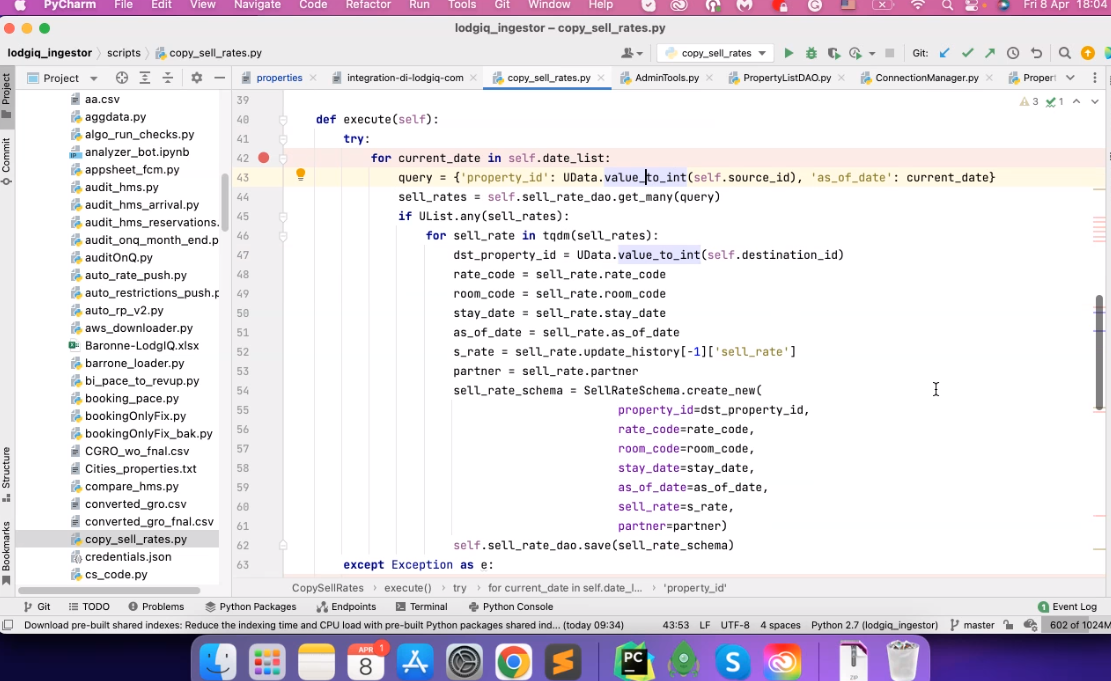 PyCharm File Edit View Navigate Code Refactor Run Tools Git Window Help Fri 8 Apr 18:04
lodgiq_ingestor – copy_sell_rates.py
lodgiq_ingestor scripts copy_sell_rates.py copy_sell_rates Git:
Project properties integration-di-lodgiq-com copy_sell_rates.py AdminTools.py PropertyListDAO.py ConnectionManager.py Proper
Project
Commit
Structure
Bookmarks
aa.csv
aggdata.py
algo_run_checks.py
analyzer_bot.ipynb
appsheet_fcm.py
audit_hms.py
audit_hms_arrival.py
audit_hms_reservations.
audit_onq_month_end.p
auditOnQ.py
auto_rate_push.py
auto_restrictions_push.p
auto_rp_v2.py
aws_downloader.py
Baronne-LodgIQ.xlsx
barrone_loader.py
bi_pace_to_revup.py
booking_pace.py
bookingOnlyFix.py
bookingOnlyFix_bak.py
CGRO_wo_fnal.csv
Cities_properties.txt
compare_hms.py
converted_gro.csv
converted_gro_fnal.csv
copy_sell_rates.py
credentials.json
cs_code.py
3 1
39
40 def execute(self):
41 try:
42 for current_date in self.date_list:
43 query = {'property_id': UData.value_to_int(self.source_id), 'as_of_date': current_date}
44 sell_rates = self.sell_rate_dao.get_many(query)
45 if UList.any(sell_rates):
46 for sell_rate in tqdm(sell_rates):
47 dst_property_id = UData.value_to_int(self.destination_id)
48 rate_code = sell_rate.rate_code
49 room_code = sell_rate.room_code
50 stay_date = sell_rate.stay_date
51 as_of_date = sell_rate.as_of_date
52 s_rate = sell_rate.update_history[-1]['sell_rate']
53 partner = sell_rate.partner
54 sell_rate_schema = SellRateSchema.create_new(
55 property_id=dst_property_id,
56 rate_code=rate_code,
57 room_code=room_code,
58 stay_date=stay_date,
59 as_of_date=as_of_date,
60 sell_rate=s_rate,
61 partner=partner)
62 self.sell_rate_dao.save(sell_rate_schema)
63 except Exception as e:
CopySellRates execute() try for current_date in self.date_l... 'property_id'
Git TODO Problems Python Packages Endpoints Terminal Python Console 1 Event Log
Download pre-built shared indexes: Reduce the indexing time and CPU load with pre-built Python packages shared ind... (today 09:34) 43:53 LF UTF-8 4 spaces Python 2.7 (lodgiq_ingestor) master 602 of 1024M
APR 1
8
PC
S
ZIP